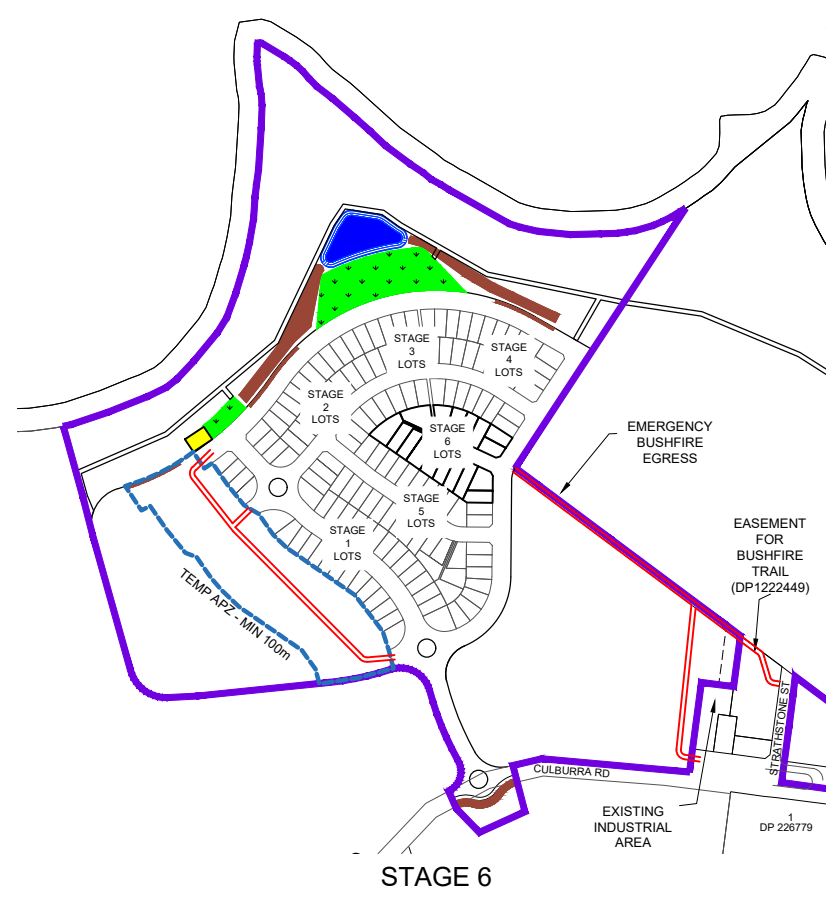 STAGE
3
LOTS
STAGE
4
LOTS
STAGE
2
LOTS
STAGE
6
LOTS
EMERGENCY
BUSHFIRE
EGRESS
STAGE
5
LOTS
STAGE
1
LOTS
EASEMENT
FOR
BUSHFIRE
TRAIL
(DP1222449)
TEMP APZ - MIN 100m
STRATHSTONE ST
CULBURRA RD
EXISTING
INDUSTRIAL
AREA
1
DP 226779
STAGE 6